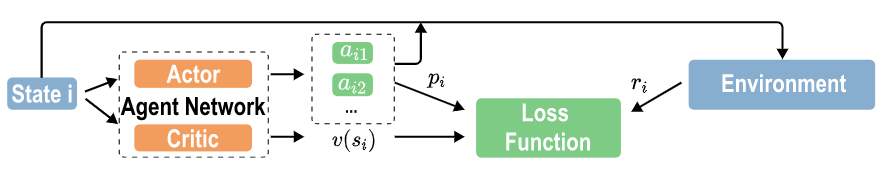 State i
Actor
Agent Network
Critic
a_{i1}
a_{i2}
...
p_i
v(s_i)
Loss
Function
r_i
Environment